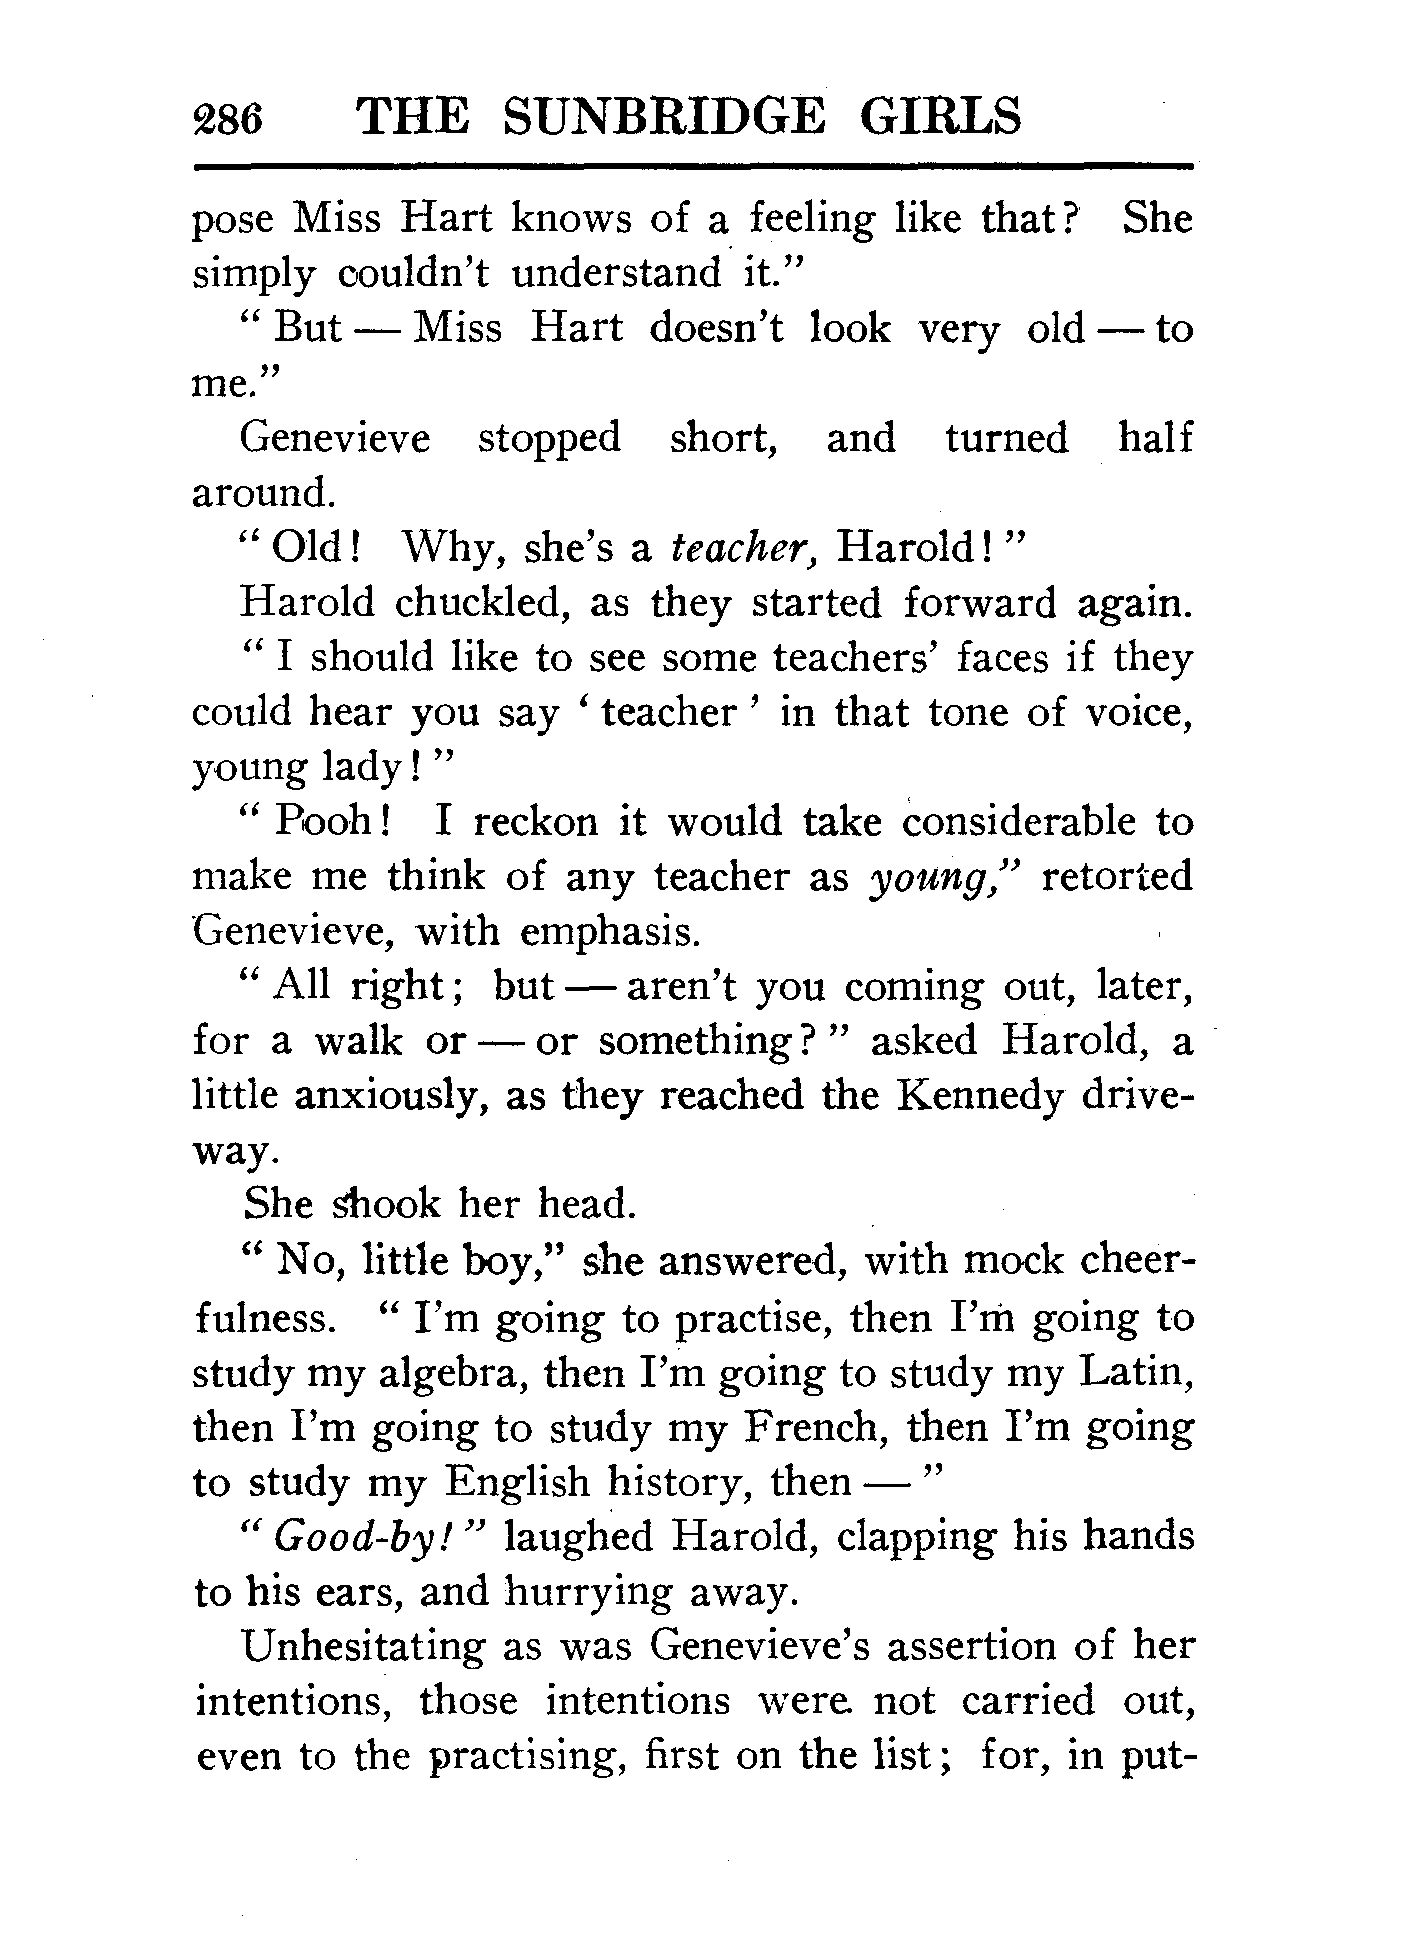 286 THE SUNBRIDGE GIRLS
pose Miss Hart knows of a feeling like that? She
simply couldn't understand it."
" But — Miss Hart doesn't look very old — to
me."
Genevieve stopped short, and turned half
around.
" Old! Why, she's a teacher, Harold! "
Harold chuckled, as they started forward again.
" I should like to see some teachers' faces if they
could hear you say ' teacher ' in that tone of voice,
young lady! "
" Pooh! I reckon it would take considerable to
make me think of any teacher as young," retorted
Genevieve, with emphasis.
" All right; but — aren't you coming out, later,
for a walk or — or something? " asked Harold, a
little anxiously, as they reached the Kennedy drive-
way.
She shook her head.
" No, little boy," she answered, with mock cheer-
fulness. " I'm going to practise, then I'm going to
study my algebra, then I'm going to study my Latin,
then I'm going to study my French, then I'm going
to study my English history, then — "
" Good-by! " laughed Harold, clapping his hands
to his ears, and hurrying away.
Unhesitating as was Genevieve's assertion of her
intentions, those intentions were not carried out,
even to the practising, first on the list; for, in put-